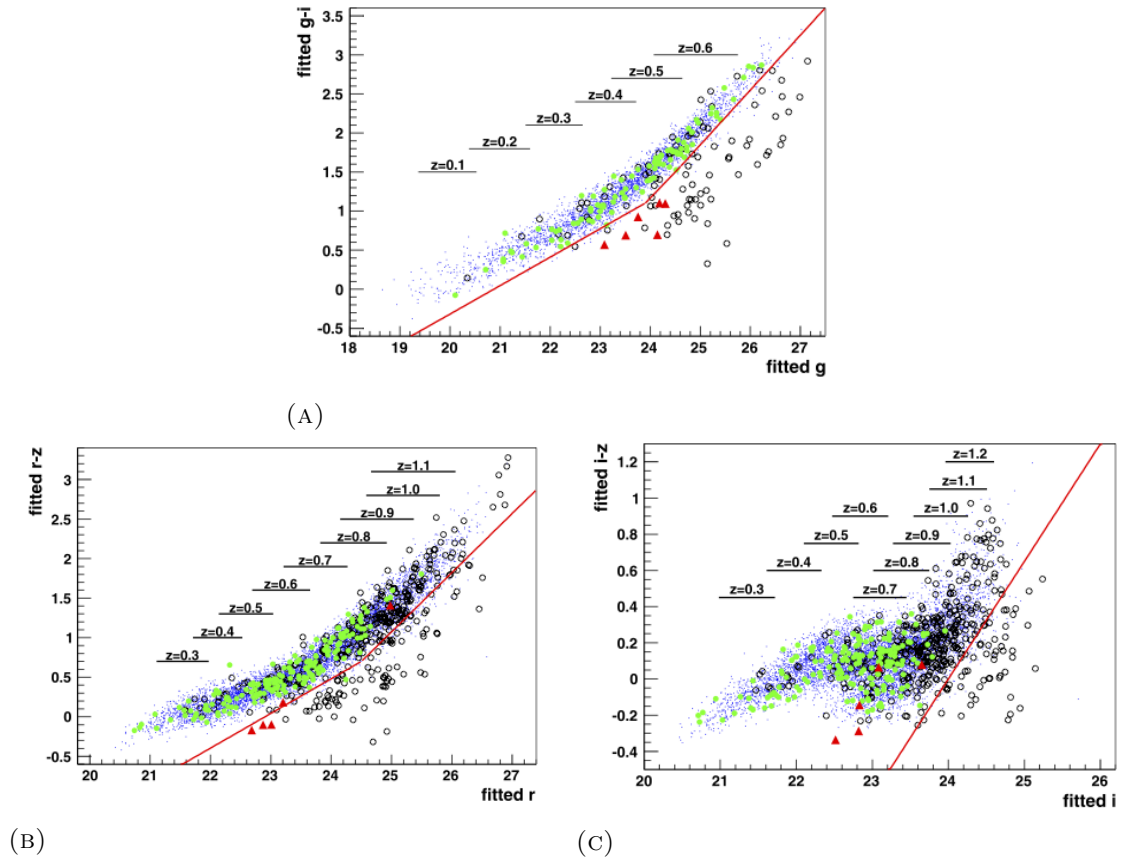 fitted g-i
3.5
3
2.5
2
1.5
1
0.5
0
-0.5
z=0.6
z=0.5
z=0.4
z=0.3
z=0.2
z=0.1
18 19 20 21 22 23 24 25 26 27
fitted g
(A)
fitted r-z
3
2.5
2
1.5
1
0.5
0
-0.5
z=1.1
z=1.0
z=0.9
z=0.8
z=0.7
z=0.6
z=0.5
z=0.4
z=0.3
20 21 22 23 24 25 26 27
fitted r
(B)
fitted i-z
1.2
1
0.8
0.6
0.4
0.2
0
-0.2
-0.4
z=1.2
z=1.1
z=0.6 z=1.0
z=0.5 z=0.9
z=0.4 z=0.8
z=0.3 z=0.7
20 21 22 23 24 25 26
fitted i
(C)